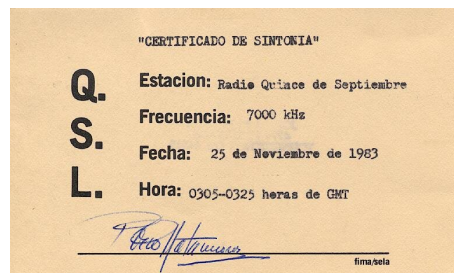 "CERTIFICADO DE SINTONIA"
Q.
S.
L.
Estacion: Radio Quince de Septiembre
Frecuencia: 7000 kHz
Fecha: 25 de Noviembre de 1983
Hora: 0305-0325 horas de GMT
fima/sela